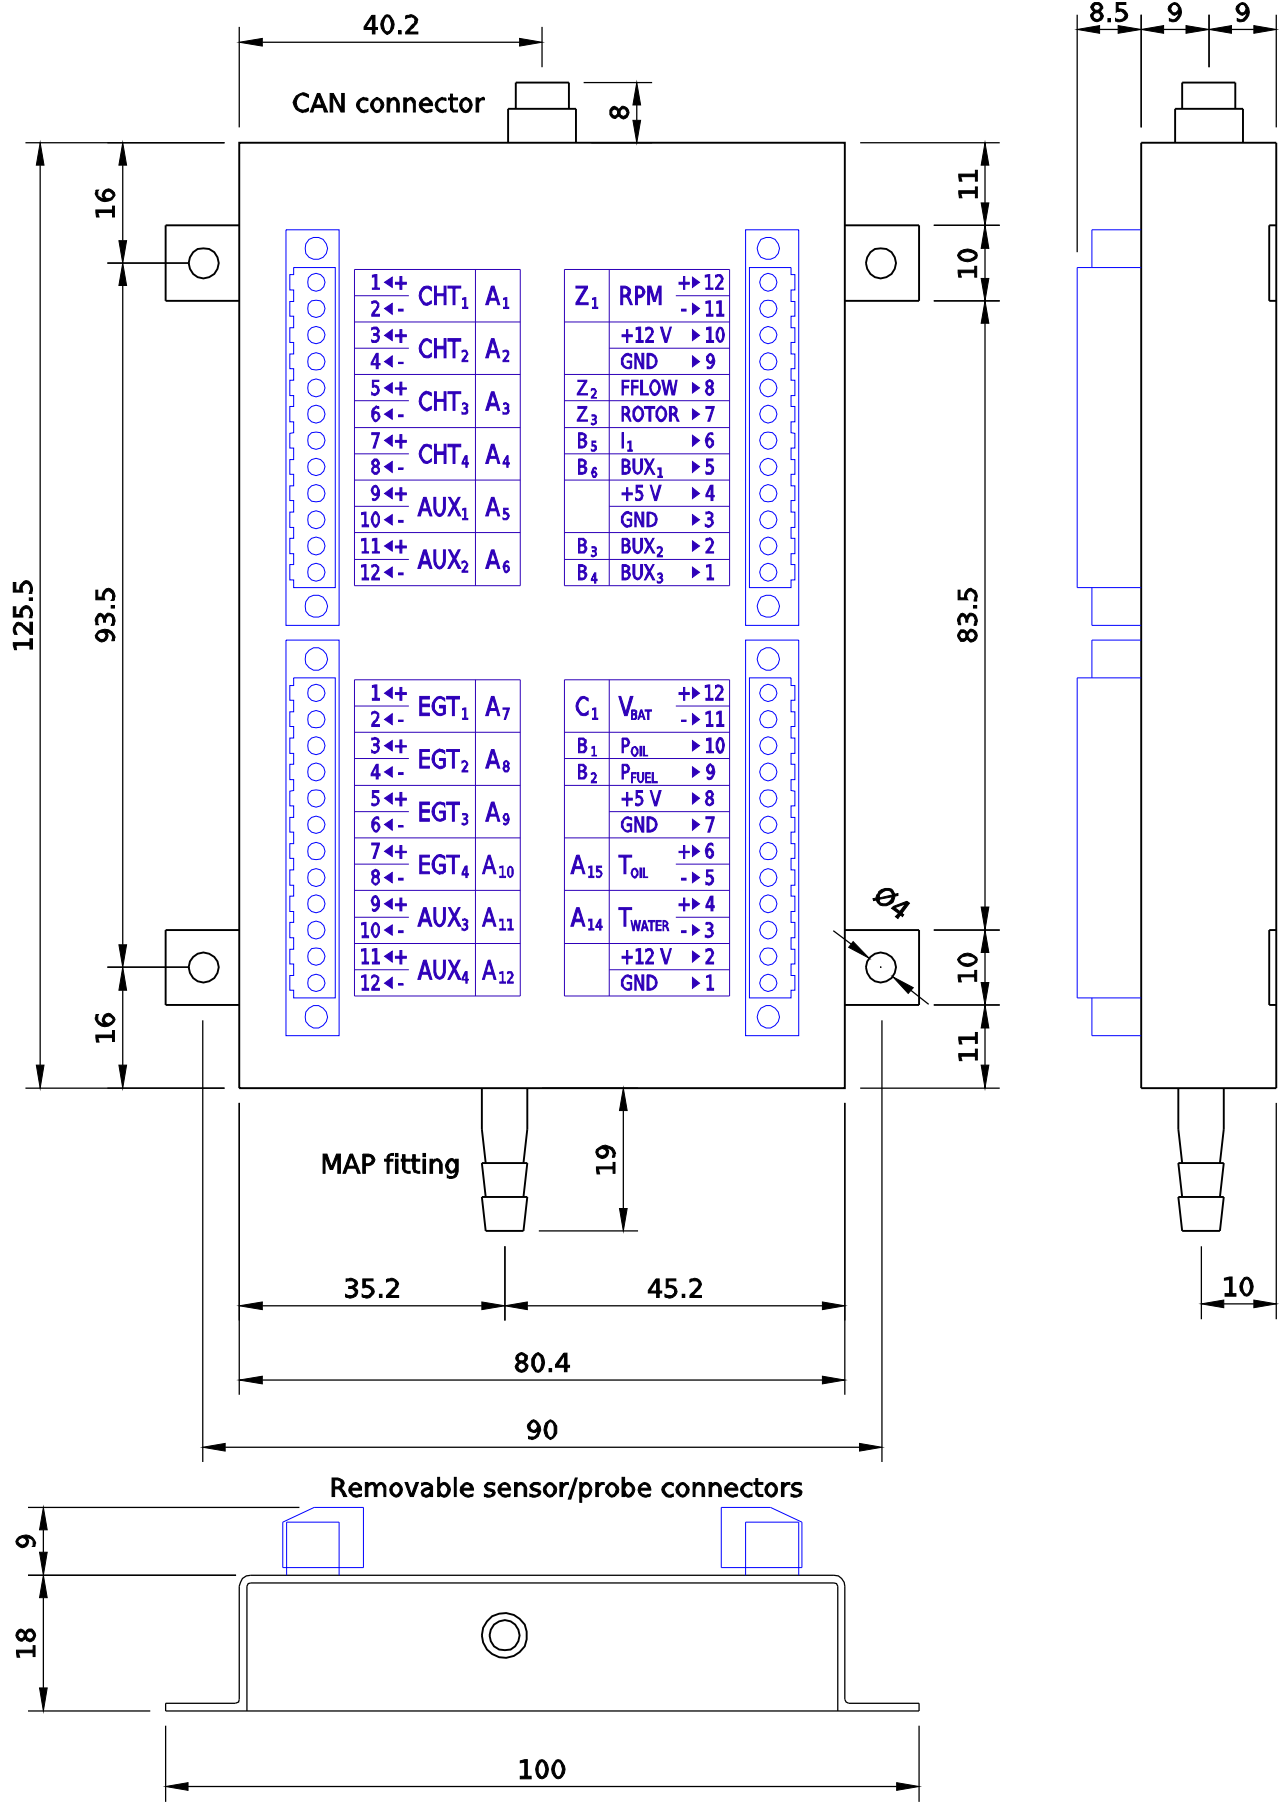 40.2
8.5 9 9
CAN connector
8
16
11
10
125.5
93.5
83.5
1 + CHT1 A1
2 -
3 + CHT2 A2
4 -
5 + CHT3 A3
6 -
7 + CHT4 A4
8 -
9 + AUX1 A5
10 -
11 + AUX2 A6
12 -
Z1 RPM + 12
- 11
+12 V 10
GND 9
Z2 FFLOW 8
Z3 ROTOR 7
B5 I1 6
B6 BUX1 5
+5 V 4
GND 3
B3 BUX2 2
B4 BUX3 1
1 + EGT1 A7
2 -
3 + EGT2 A8
4 -
5 + EGT3 A9
6 -
7 + EGT4 A10
8 -
9 + AUX3 A11
10 -
11 + AUX4 A12
12 -
C1 VBAT + 12
- 11
B1 POIL 10
B2 PFUEL 9
+5 V 8
GND 7
A15 TOIL + 6
- 5
A14 TWATER + 4
- 3
+12 V 2
GND 1
Ø4
10
16
11
MAP fitting
19
35.2 45.2
10
80.4
90
Removable sensor/probe connectors
9
18
100